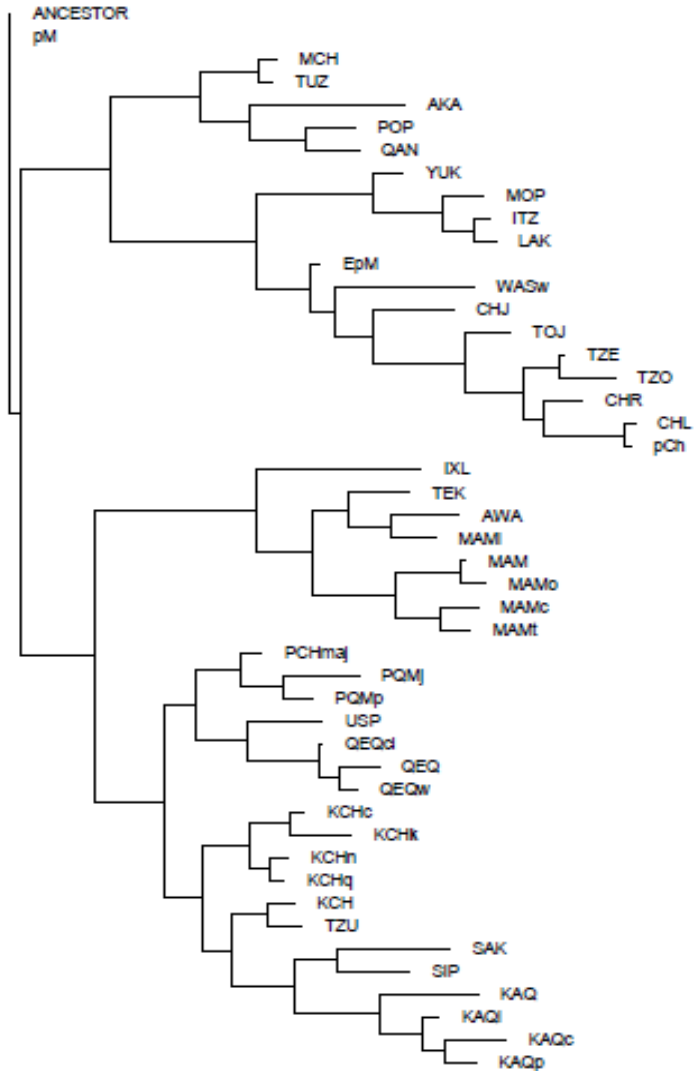 ANCESTOR
pM
MCH
TUZ
AKA
POP
QAN
YUK
MOP
ITZ
LAK
EpM
WASw
CHJ
TOJ
TZE
TZO
CHR
CHL
pCh
IXL
TEK
AWA
MAMl
MAM
MAMo
MAMc
MAMt
PCHmaj
PQMj
PQMp
USP
QEQcl
QEQ
QEQw
KCHc
KCHk
KCHn
KCHq
KCH
TZU
SAK
SIP
KAQ
KAQl
KAQc
KAQp